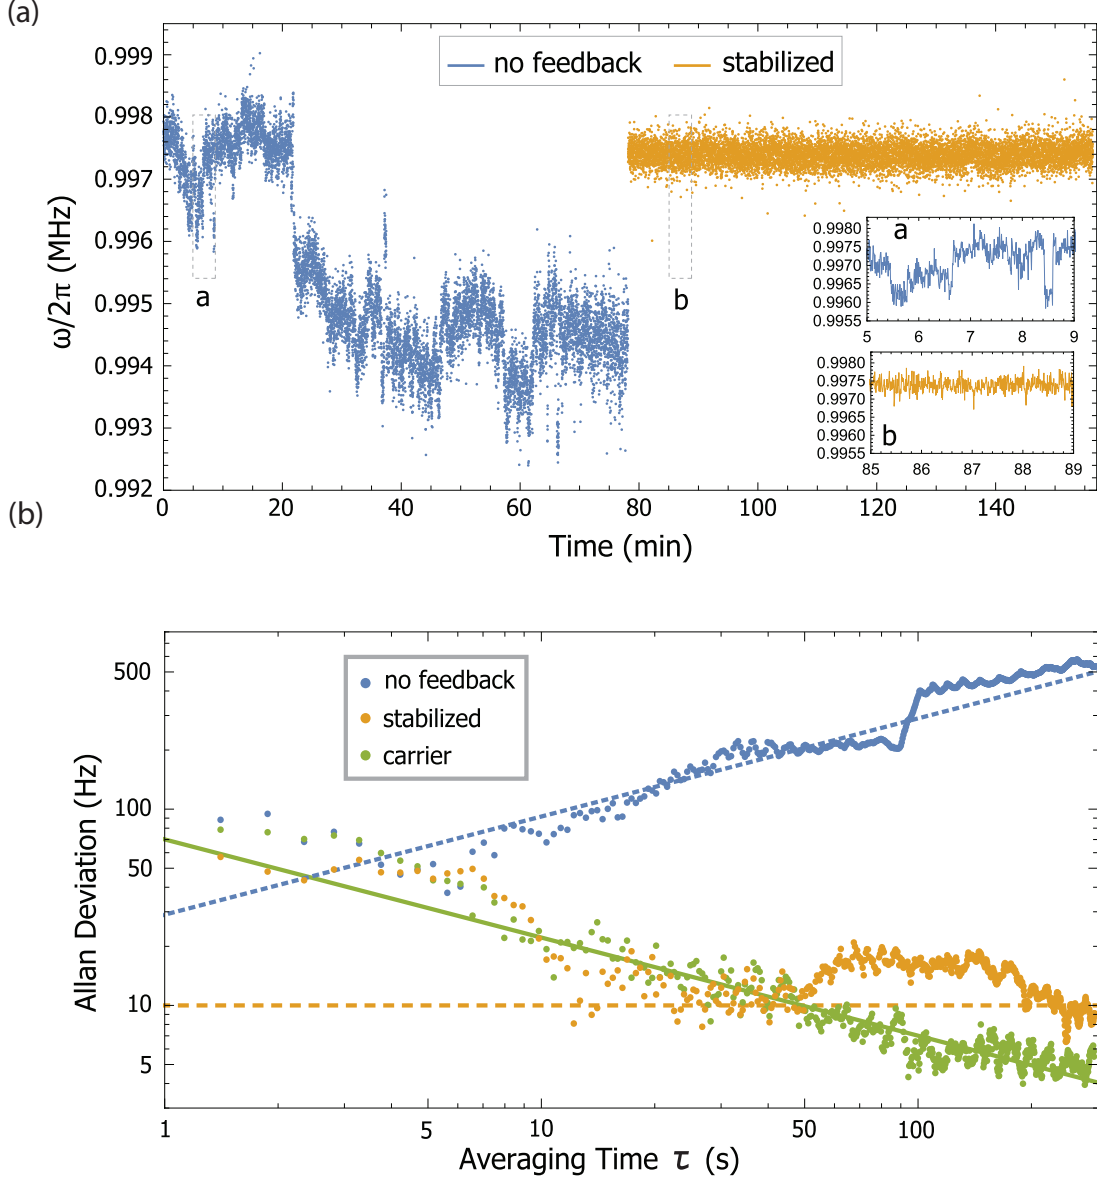 (a)
no feedback
stabilized
0.999
0.998
0.997
0.996
0.995
0.994
0.993
0.992
ω/2π (MHz)
a
b
a
0.9980
0.9975
0.9970
0.9965
0.9960
0.9955
5 6 7 8 9
0.9980
0.9975
0.9970
0.9965
0.9960
0.9955
b
85 86 87 88 89
0 20 40 60 80 100 120 140
Time (min)
(b)
no feedback
stabilized
carrier
500
100
50
10
5
Allan Deviation (Hz)
1 5 10 50 100
Averaging Time τ (s)